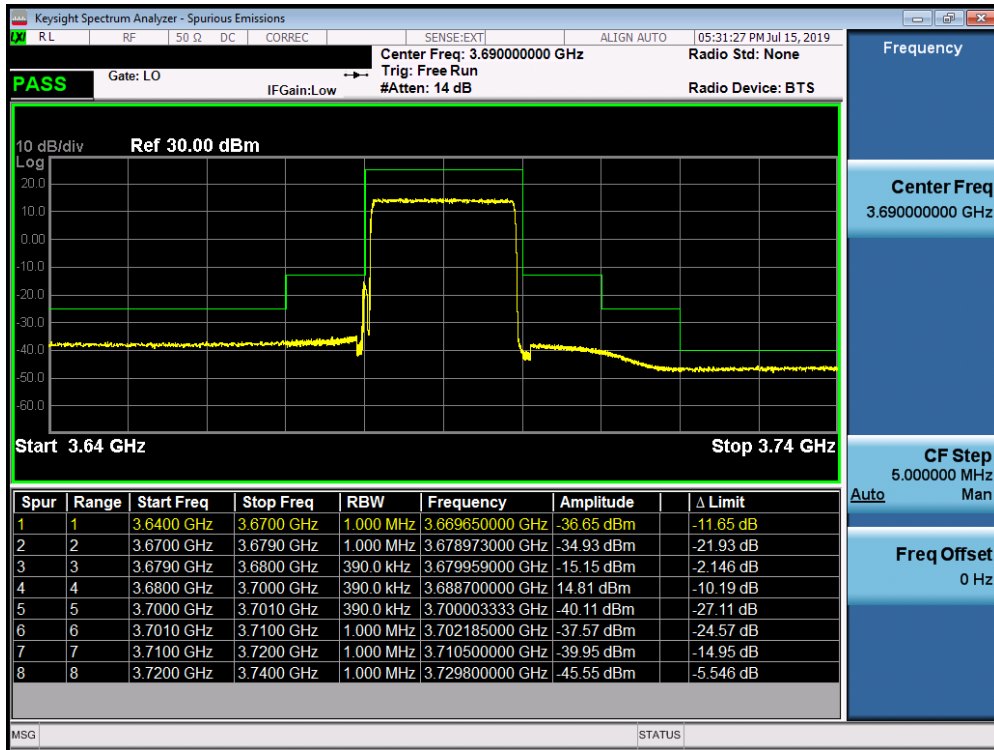 Keysight Spectrum Analyzer - Spurious Emissions
LXI RL RF 50 Ω DC CORREC SENSE:EXT ALIGN AUTO 05:31:27 PM Jul 15, 2019
Center Freq: 3.690000000 GHz Radio Std: None
Gate: LO Trig: Free Run
PASS IFGain:Low #Atten: 14 dB Radio Device: BTS
Frequency
10 dB/div Ref 30.00 dBm
Log
20.0
10.0
0.00
-10.0
-20.0
-30.0
-40.0
-50.0
-60.0
Start 3.64 GHz Stop 3.74 GHz
Center Freq
3.690000000 GHz
CF Step
5.000000 MHz
Auto Man
Freq Offset
0 Hz
Spur Range Start Freq Stop Freq RBW Frequency Amplitude Δ Limit
1 1 3.6400 GHz 3.6700 GHz 1.000 MHz 3.669650000 GHz -36.65 dBm -11.65 dB
2 2 3.6700 GHz 3.6790 GHz 1.000 MHz 3.678973000 GHz -34.93 dBm -21.93 dB
3 3 3.6790 GHz 3.6800 GHz 390.0 kHz 3.679959000 GHz -15.15 dBm -2.146 dB
4 4 3.6800 GHz 3.7000 GHz 390.0 kHz 3.688700000 GHz 14.81 dBm -10.19 dB
5 5 3.7000 GHz 3.7010 GHz 390.0 kHz 3.700003333 GHz -40.11 dBm -27.11 dB
6 6 3.7010 GHz 3.7100 GHz 1.000 MHz 3.702185000 GHz -37.57 dBm -24.57 dB
7 7 3.7100 GHz 3.7200 GHz 1.000 MHz 3.710500000 GHz -39.95 dBm -14.95 dB
8 8 3.7200 GHz 3.7400 GHz 1.000 MHz 3.729800000 GHz -45.55 dBm -5.546 dB
MSG STATUS